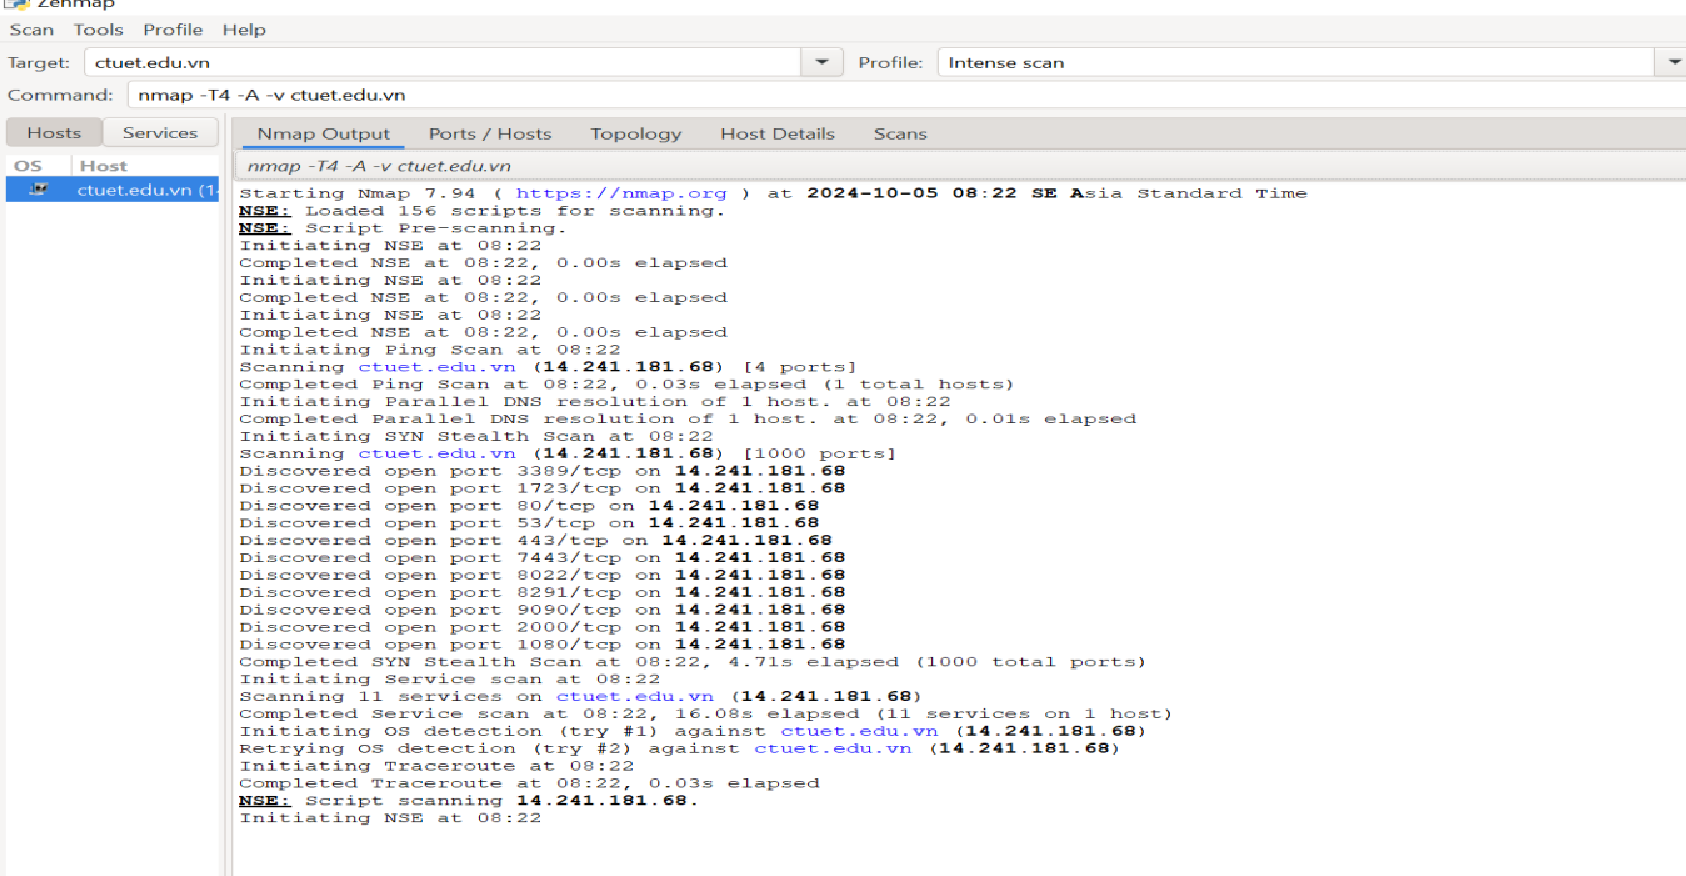 Zenmap
Scan Tools Profile Help
Target: ctuet.edu.vn Profile: Intense scan
Command: nmap -T4 -A -v ctuet.edu.vn
Hosts Services Nmap Output Ports / Hosts Topology Host Details Scans
OS Host
ctuet.edu.vn (1
nmap -T4 -A -v ctuet.edu.vn
Starting Nmap 7.94 ( https://nmap.org ) at 2024-10-05 08:22 SE Asia Standard Time
NSE: Loaded 156 scripts for scanning.
NSE: Script Pre-scanning.
Initiating NSE at 08:22
Completed NSE at 08:22, 0.00s elapsed
Initiating NSE at 08:22
Completed NSE at 08:22, 0.00s elapsed
Initiating NSE at 08:22
Completed NSE at 08:22, 0.00s elapsed
Initiating Ping Scan at 08:22
Scanning ctuet.edu.vn (14.241.181.68) [4 ports]
Completed Ping Scan at 08:22, 0.03s elapsed (1 total hosts)
Initiating Parallel DNS resolution of 1 host. at 08:22
Completed Parallel DNS resolution of 1 host. at 08:22, 0.01s elapsed
Initiating SYN Stealth Scan at 08:22
Scanning ctuet.edu.vn (14.241.181.68) [1000 ports]
Discovered open port 3389/tcp on 14.241.181.68
Discovered open port 1723/tcp on 14.241.181.68
Discovered open port 80/tcp on 14.241.181.68
Discovered open port 53/tcp on 14.241.181.68
Discovered open port 443/tcp on 14.241.181.68
Discovered open port 7443/tcp on 14.241.181.68
Discovered open port 8022/tcp on 14.241.181.68
Discovered open port 8291/tcp on 14.241.181.68
Discovered open port 9090/tcp on 14.241.181.68
Discovered open port 2000/tcp on 14.241.181.68
Discovered open port 1080/tcp on 14.241.181.68
Completed SYN Stealth Scan at 08:22, 4.71s elapsed (1000 total ports)
Initiating Service scan at 08:22
Scanning 11 services on ctuet.edu.vn (14.241.181.68)
Completed Service scan at 08:22, 16.08s elapsed (11 services on 1 host)
Initiating OS detection (try #1) against ctuet.edu.vn (14.241.181.68)
Retrying OS detection (try #2) against ctuet.edu.vn (14.241.181.68)
Initiating Traceroute at 08:22
Completed Traceroute at 08:22, 0.03s elapsed
NSE: Script scanning 14.241.181.68.
Initiating NSE at 08:22